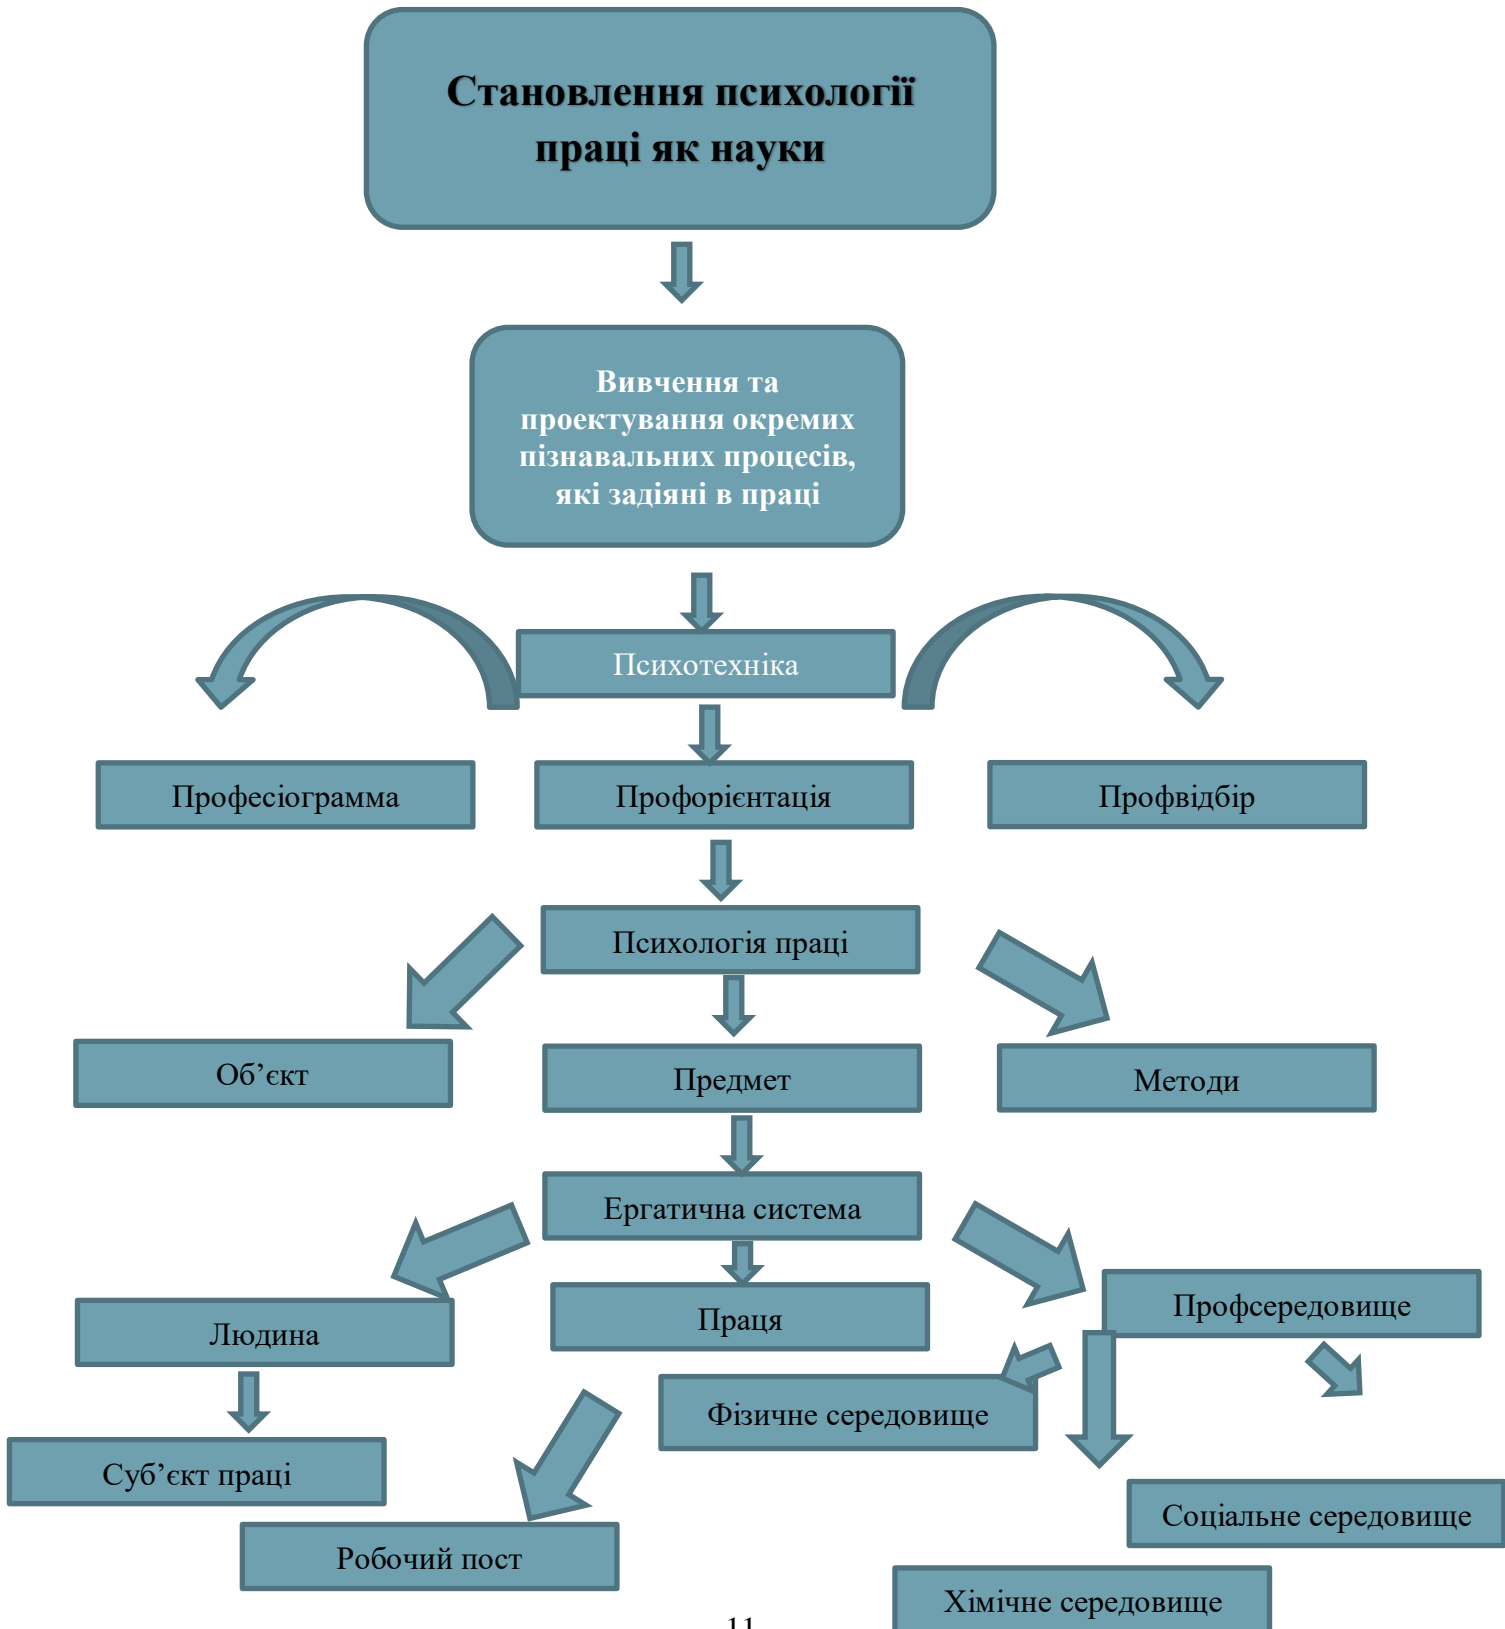 Становлення психології
праці як науки
Вивчення та
проектування окремих
пізнавальних процесів,
які задіяні в праці
Психотехніка
Професіограмма
Профорієнтація
Профвідбір
Психологія праці
Об’єкт
Предмет
Методи
Ергатична система
Людина
Праця
Профсередовище
Фізичне середовище
Суб’єкт праці
Соціальне середовище
Робочий пост
Хімічне середовище
11